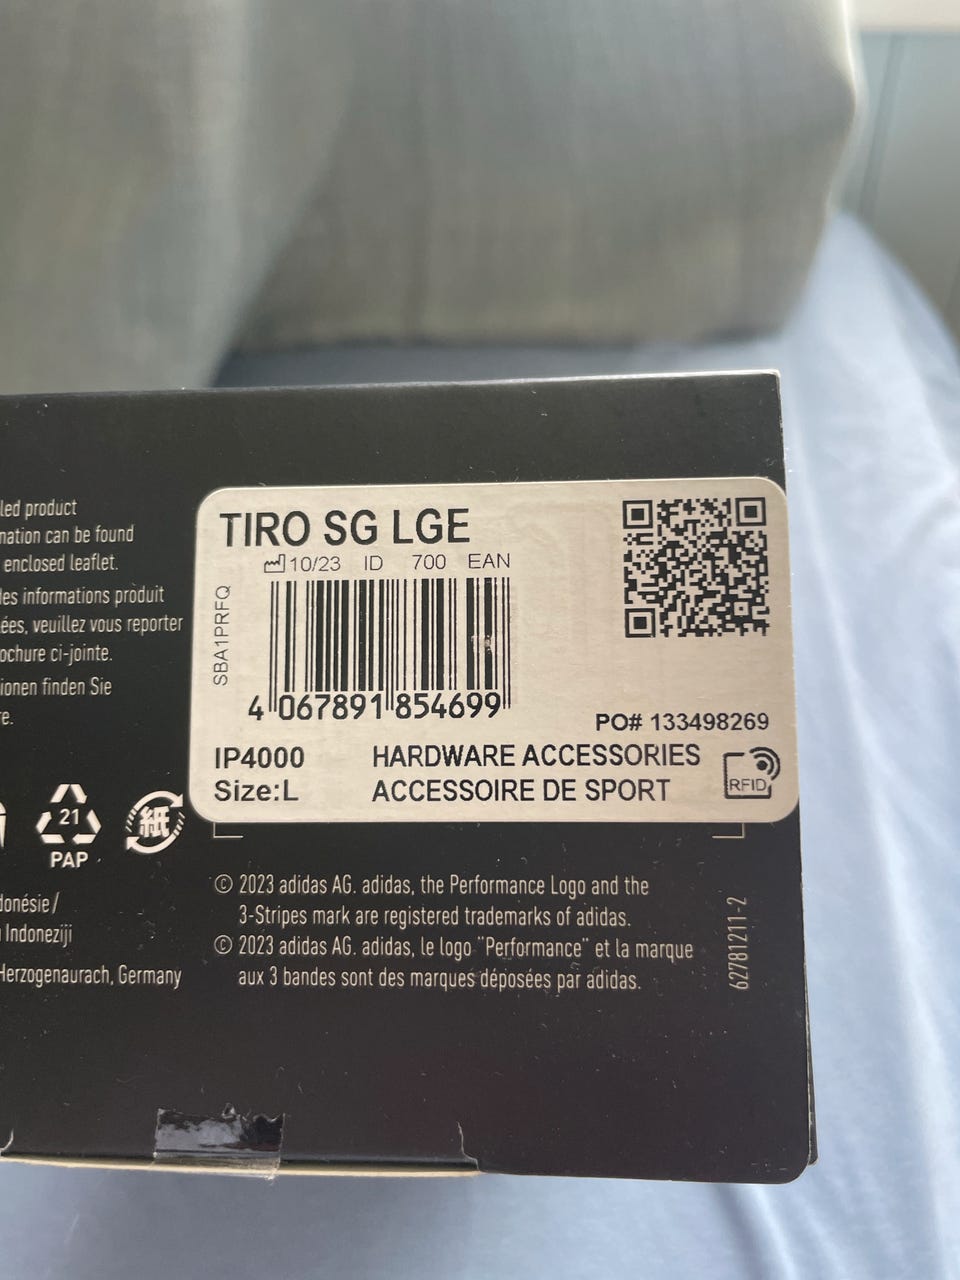 led product
nation can be found
enclosed leaflet.
les informations produit
ées, veuillez vous reporter
ochure ci-jointe.
ionen finden Sie
re.
TIRO SG LGE
10/23 ID 700 EAN
SBA1PRFQ
4 067891 854699
PO# 133498269
IP4000 HARDWARE ACCESSORIES
Size:L ACCESSOIRE DE SPORT
RFID
21
PAP
紙
donésie/
Indoneziji
Herzogenaurach, Germany
© 2023 adidas AG. adidas, the Performance Logo and the
3-Stripes mark are registered trademarks of adidas.
© 2023 adidas AG. adidas, le logo "Performance" et la marque
aux 3 bandes sont des marques déposées par adidas.
62781211-2